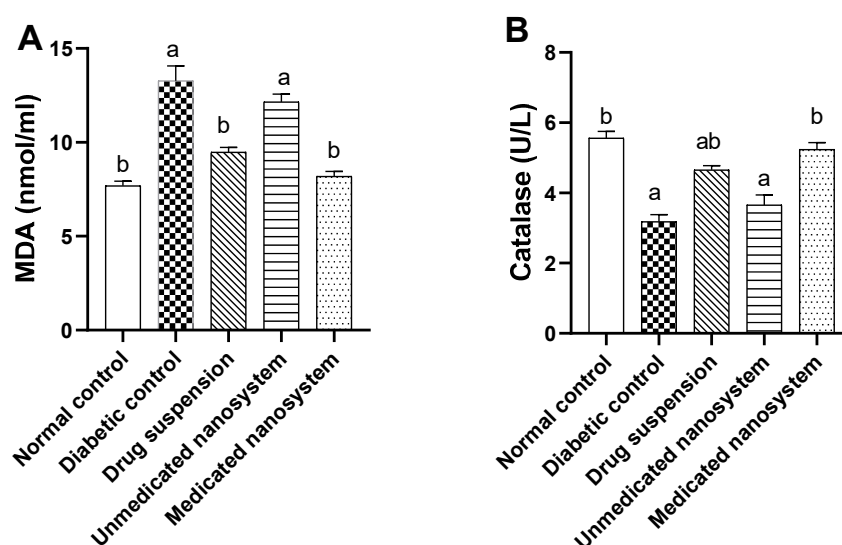 A
MDA (nmol/ml)
15
10
5
0
b
a
b
a
b
Normal control
Diabetic control
Drug suspension
Unmedicated nanosystem
Medicated nanosystem
B
Catalase (U/L)
8
6
4
2
0
b
a
ab
a
b
Normal control
Diabetic control
Drug suspension
Unmedicated nanosystem
Medicated nanosystem